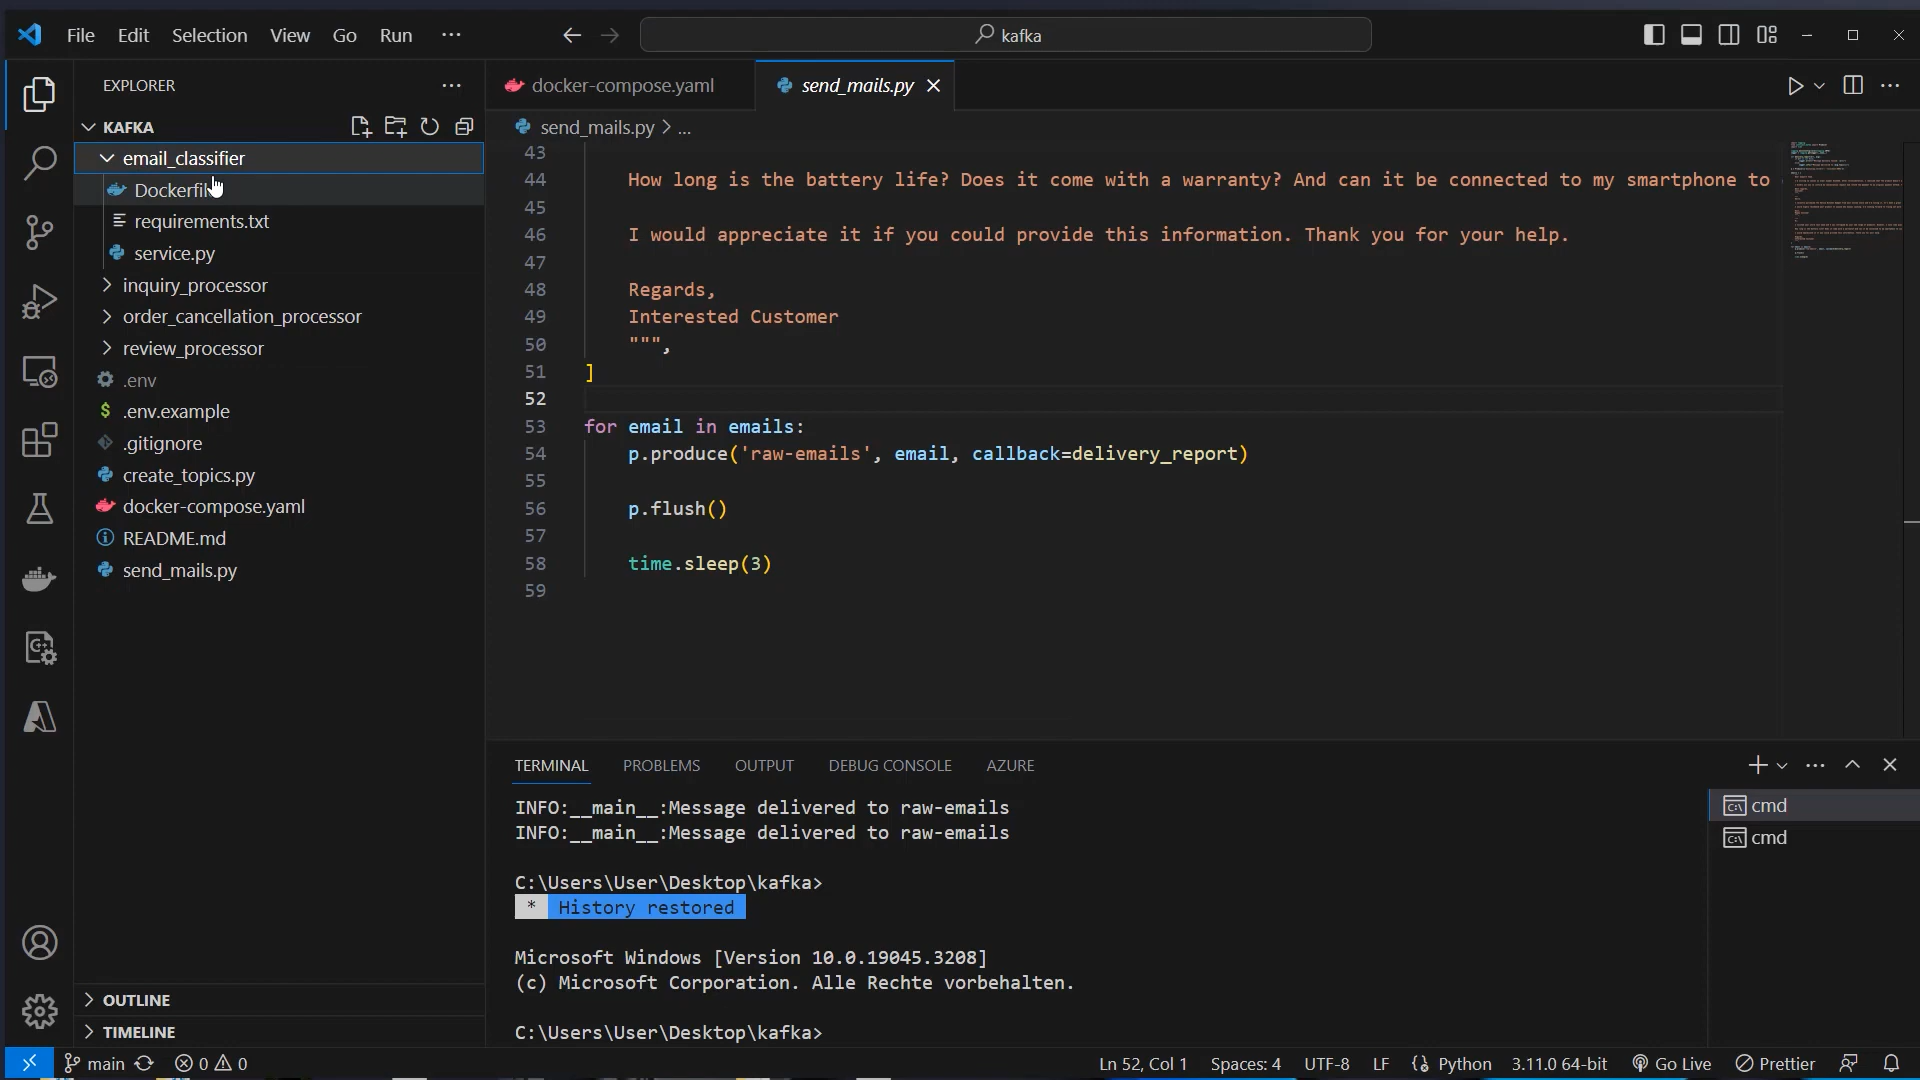 File Edit Selection View Go Run ···
kafka
EXPLORER
docker-compose.yaml
send_mails.py
KAFKA
send_mails.py > ...
email_classifier
Dockerfil
requirements.txt
service.py
inquiry_processor
order_cancellation_processor
review_processor
.env
.env.example
.gitignore
create_topics.py
docker-compose.yaml
README.md
send_mails.py
43
44 How long is the battery life? Does it come with a warranty? And can it be connected to my smartphone to
45
46 I would appreciate it if you could provide this information. Thank you for your help.
47
48 Regards,
49 Interested Customer
50 """,
51 ]
52
53 for email in emails:
54 p.produce('raw-emails', email, callback=delivery_report)
55
56 p.flush()
57
58 time.sleep(3)
59
TERMINAL PROBLEMS OUTPUT DEBUG CONSOLE AZURE
INFO:__main__:Message delivered to raw-emails
INFO:__main__:Message delivered to raw-emails
C:\Users\User\Desktop\kafka>
* History restored
Microsoft Windows [Version 10.0.19045.3208]
(c) Microsoft Corporation. Alle Rechte vorbehalten.
C:\Users\User\Desktop\kafka>
cmd
cmd
OUTLINE
TIMELINE
main 0 0
Ln 52, Col 1 Spaces: 4 UTF-8 LF Python 3.11.0 64-bit Go Live Prettier